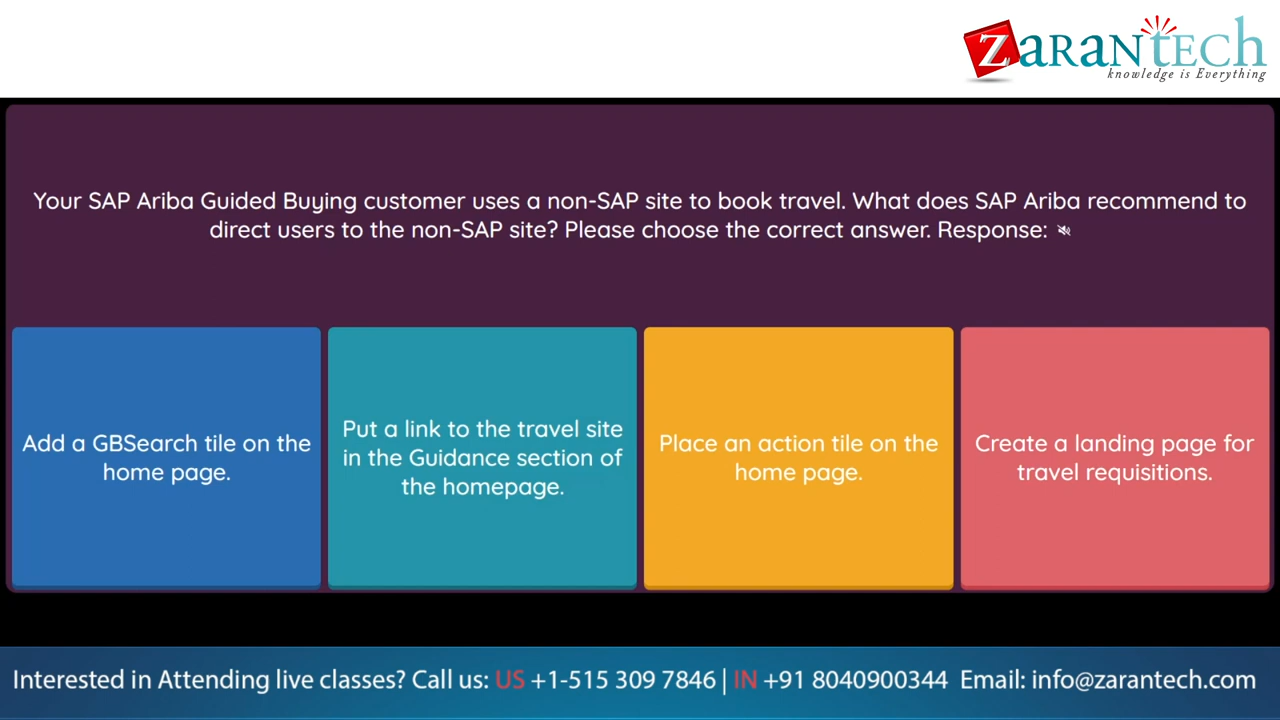 ZaranTech
knowledge is Everything
Your SAP Ariba Guided Buying customer uses a non-SAP site to book travel. What does SAP Ariba recommend to
direct users to the non-SAP site? Please choose the correct answer. Response:
Add a GBSearch tile on the
home page.
Put a link to the travel site
in the Guidance section of
the homepage.
Place an action tile on the
home page.
Create a landing page for
travel requisitions.
Interested in Attending live classes? Call us: US +1-515 309 7846 | IN +91 8040900344 Email: info@zarantech.com